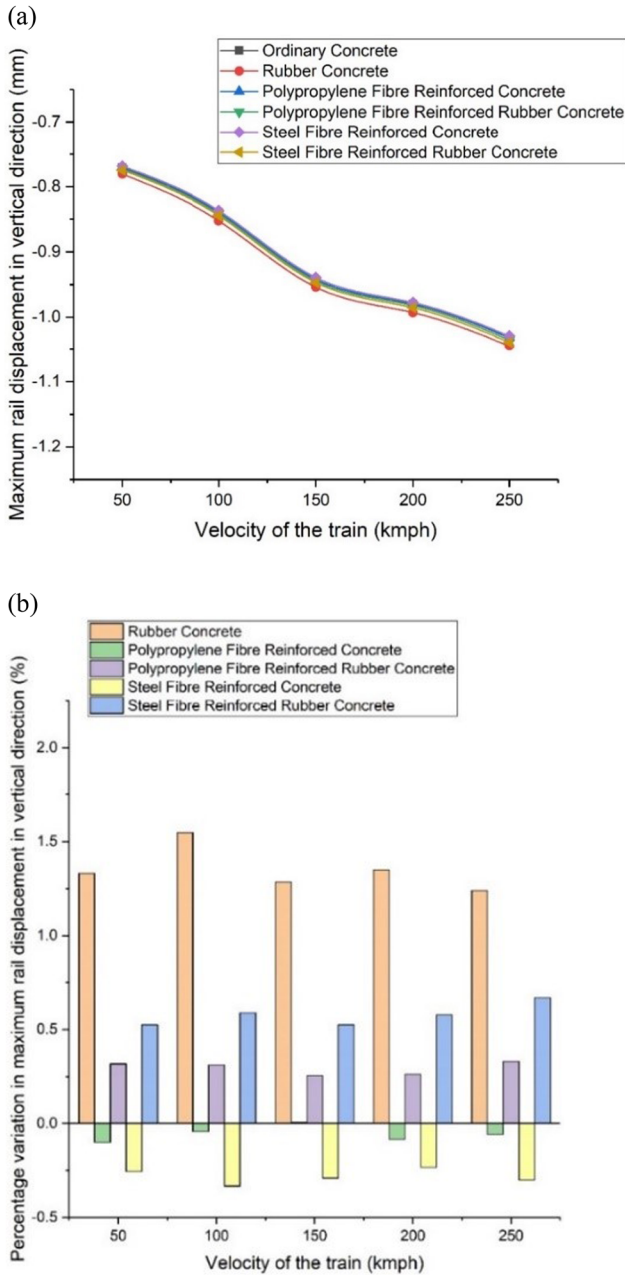 (a)
Ordinary Concrete
Rubber Concrete
Polypropylene Fibre Reinforced Concrete
Polypropylene Fibre Reinforced Rubber Concrete
Steel Fibre Reinforced Concrete
Steel Fibre Reinforced Rubber Concrete
Maximum rail displacement in vertical direction (mm)
-0.7
-0.8
-0.9
-1.0
-1.1
-1.2
50 100 150 200 250
Velocity of the train (kmph)
(b)
Rubber Concrete
Polypropylene Fibre Reinforced Concrete
Polypropylene Fibre Reinforced Rubber Concrete
Steel Fibre Reinforced Concrete
Steel Fibre Reinforced Rubber Concrete
Percentage variation in maximum rail displacement in vertical direction (%)
2.0
1.5
1.0
0.5
0.0
-0.5
50 100 150 200 250
Velocity of the train (kmph)